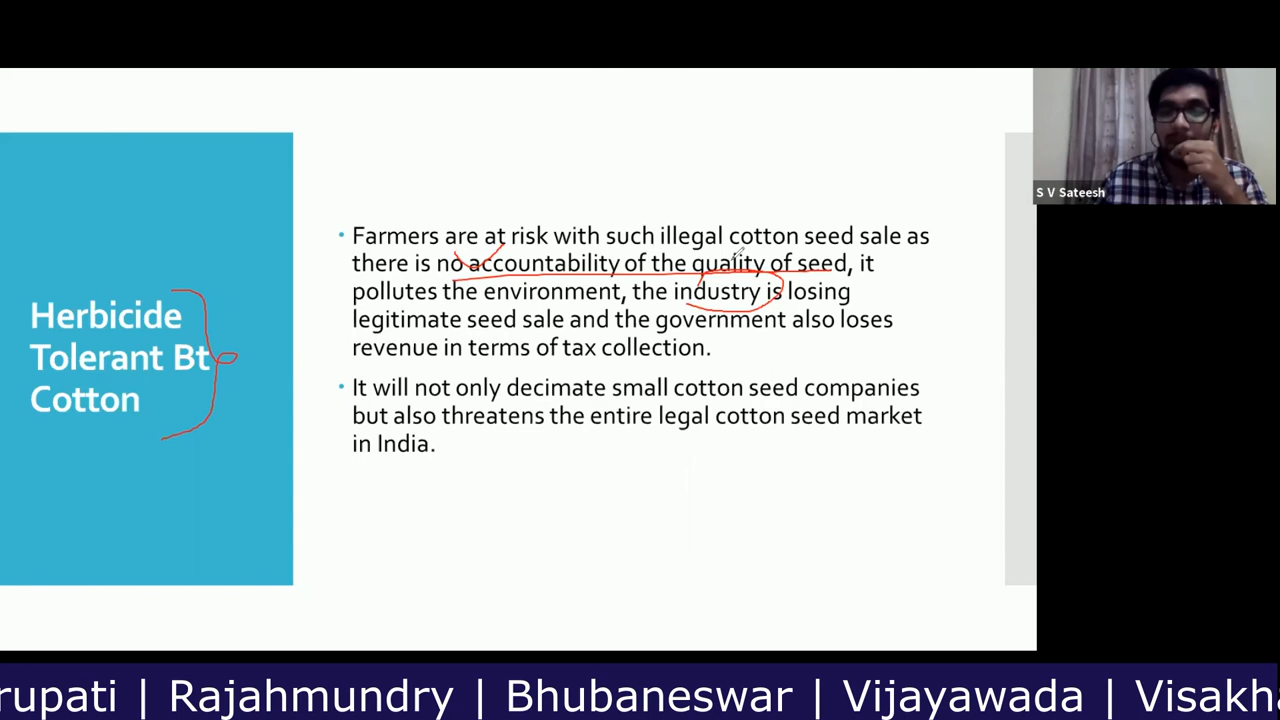 S V Sateesh
Herbicide
Tolerant Bt
Cotton
• Farmers are at risk with such illegal cotton seed sale as
there is no accountability of the quality of seed, it
pollutes the environment, the industry is losing
legitimate seed sale and the government also loses
revenue in terms of tax collection.
• It will not only decimate small cotton seed companies
but also threatens the entire legal cotton seed market
in India.
rupati | Rajahmundry | Bhubaneswar | Vijayawada | Visakh